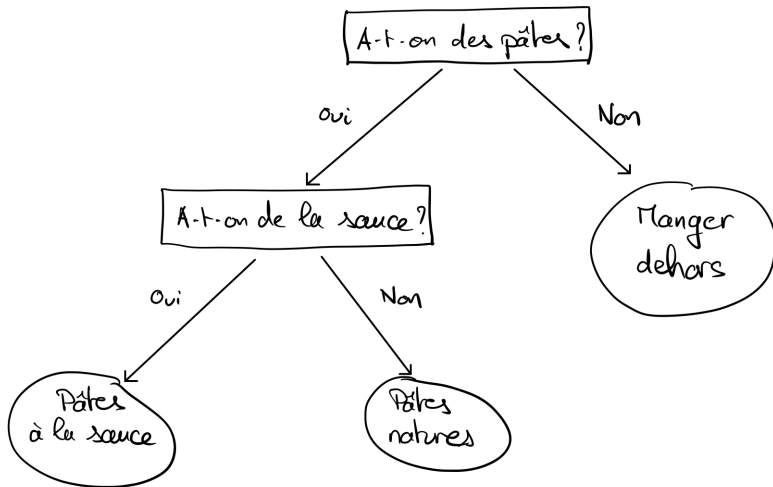 A-t-on des pâtes?
Oui
Non
A-t-on de la sauce?
Manger
dehors
Oui
Non
Pâtes
à la sauce
Pâtes
natures